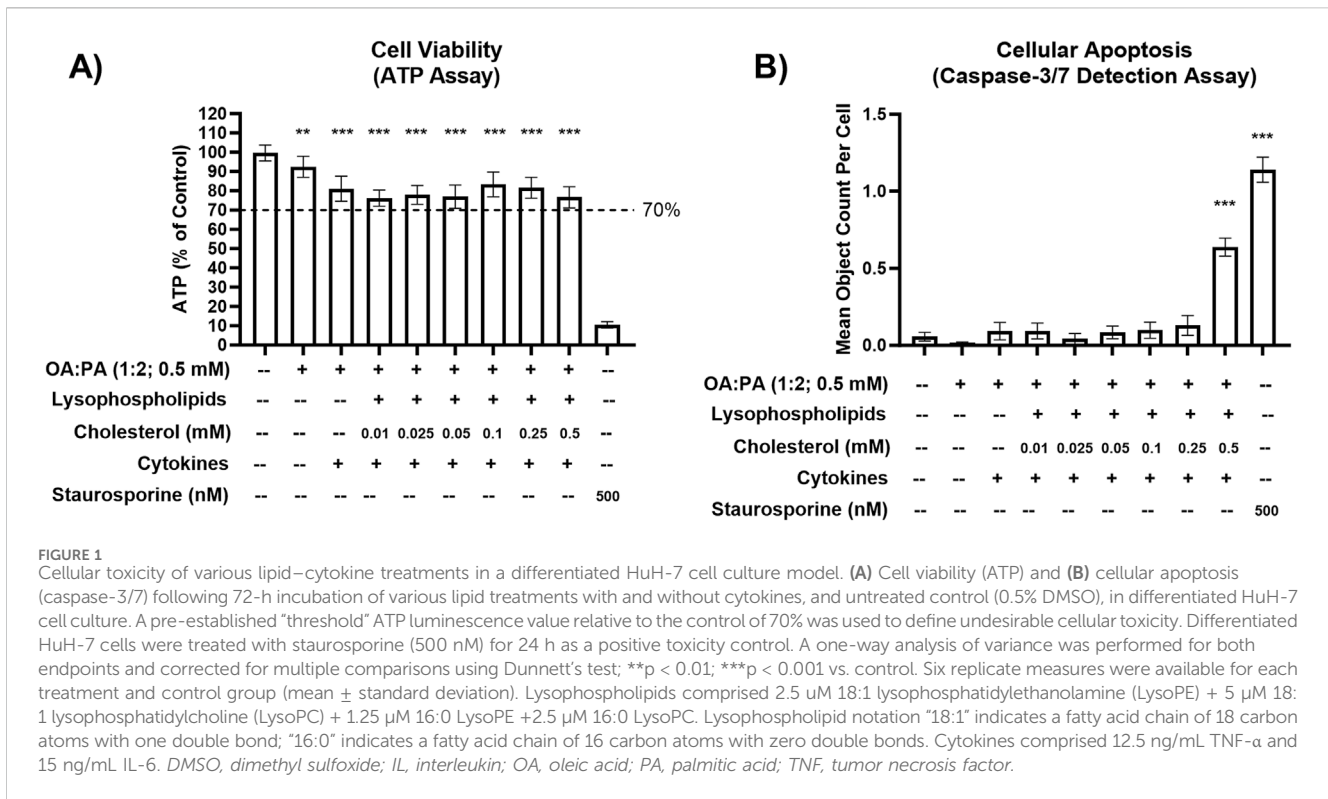 A)
Cell Viability
(ATP Assay)
ATP (% of Control)
120
110
100
90
80
70
60
50
40
30
20
10
0
** *** *** *** *** *** *** ***
70%
OA:PA (1:2; 0.5 mM) -- + + + + + + + + --
Lysophospholipids -- -- -- + + + + + + --
Cholesterol (mM) -- -- -- 0.01 0.025 0.05 0.1 0.25 0.5 --
Cytokines -- -- + + + + + + + --
Staurosporine (nM) -- -- -- -- -- -- -- -- -- 500
B)
Cellular Apoptosis
(Caspase-3/7 Detection Assay)
Mean Object Count Per Cell
1.5
1.0
0.5
0.0
***
***
OA:PA (1:2; 0.5 mM) -- + + + + + + + + --
Lysophospholipids -- -- -- + + + + + + --
Cholesterol (mM) -- -- -- 0.01 0.025 0.05 0.1 0.25 0.5 --
Cytokines -- -- + + + + + + + --
Staurosporine (nM) -- -- -- -- -- -- -- -- -- 500
FIGURE 1
Cellular toxicity of various lipid–cytokine treatments in a differentiated HuH-7 cell culture model. (A) Cell viability (ATP) and (B) cellular apoptosis
(caspase-3/7) following 72-h incubation of various lipid treatments with and without cytokines, and untreated control (0.5% DMSO), in differentiated HuH-7
cell culture. A pre-established “threshold” ATP luminescence value relative to the control of 70% was used to define undesirable cellular toxicity. Differentiated
HuH-7 cells were treated with staurosporine (500 nM) for 24 h as a positive toxicity control. A one-way analysis of variance was performed for both
endpoints and corrected for multiple comparisons using Dunnett’s test; **p < 0.01; ***p < 0.001 vs. control. Six replicate measures were available for each
treatment and control group (mean ± standard deviation). Lysophospholipids comprised 2.5 uM 18:1 lysophosphatidylethanolamine (LysoPE) + 5 µM 18:
1 lysophosphatidylcholine (LysoPC) + 1.25 µM 16:0 LysoPE +2.5 µM 16:0 LysoPC. Lysophospholipid notation “18:1” indicates a fatty acid chain of 18 carbon
atoms with one double bond; “16:0” indicates a fatty acid chain of 16 carbon atoms with zero double bonds. Cytokines comprised 12.5 ng/mL TNF-α and
15 ng/mL IL-6. DMSO, dimethyl sulfoxide; IL, interleukin; OA, oleic acid; PA, palmitic acid; TNF, tumor necrosis factor.